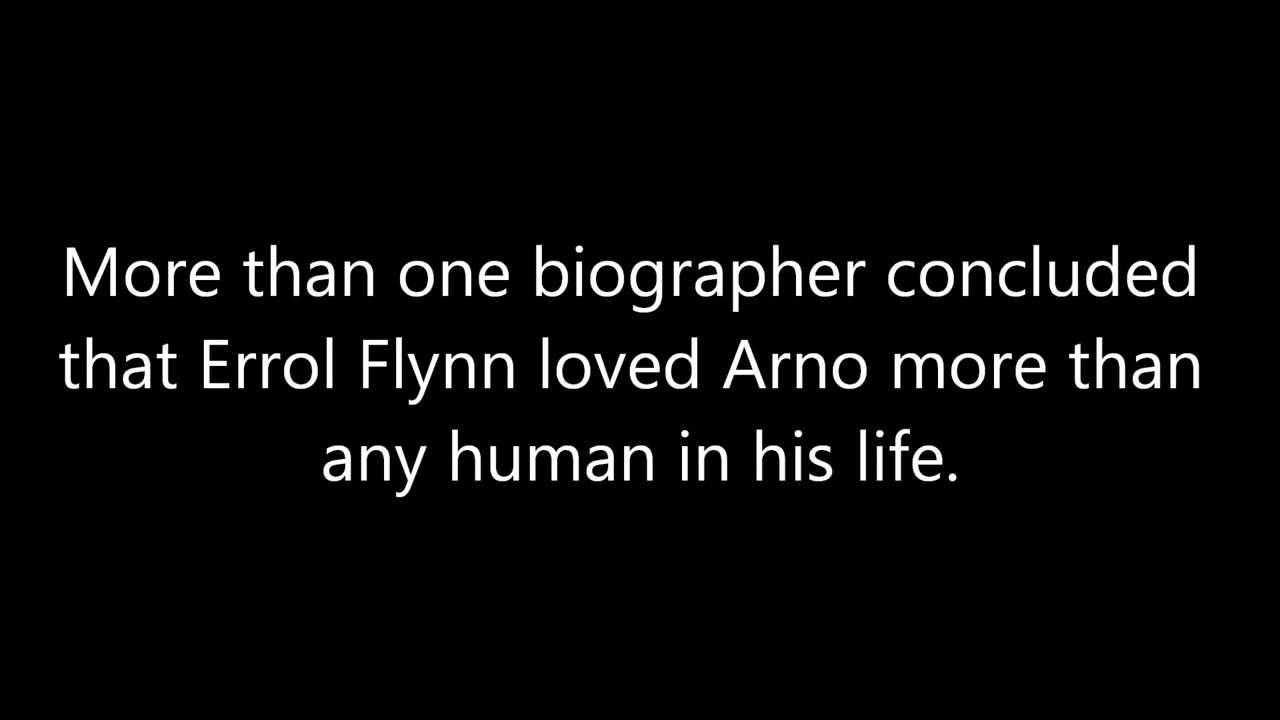 More than one biographer concluded
that Errol Flynn loved Arno more than
any human in his life.